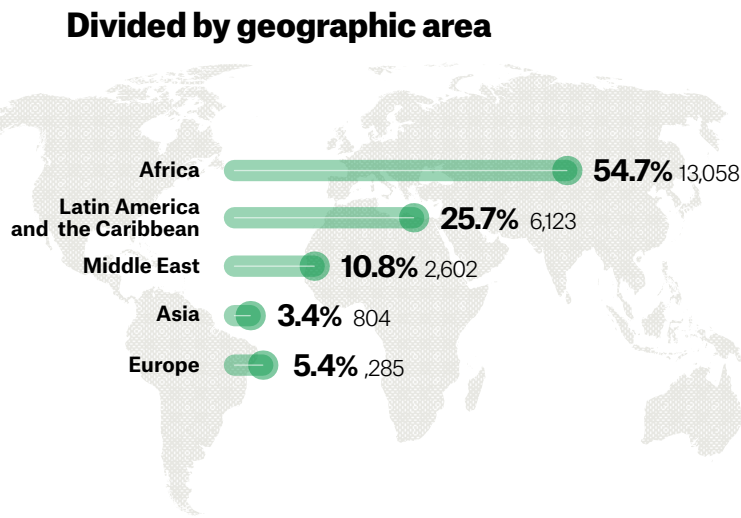 Divided by geographic area
Africa 54.7% 13,058
Latin America
and the Caribbean 25.7% 6,123
Middle East 10.8% 2,602
Asia 3.4% 804
Europe 5.4% ,285